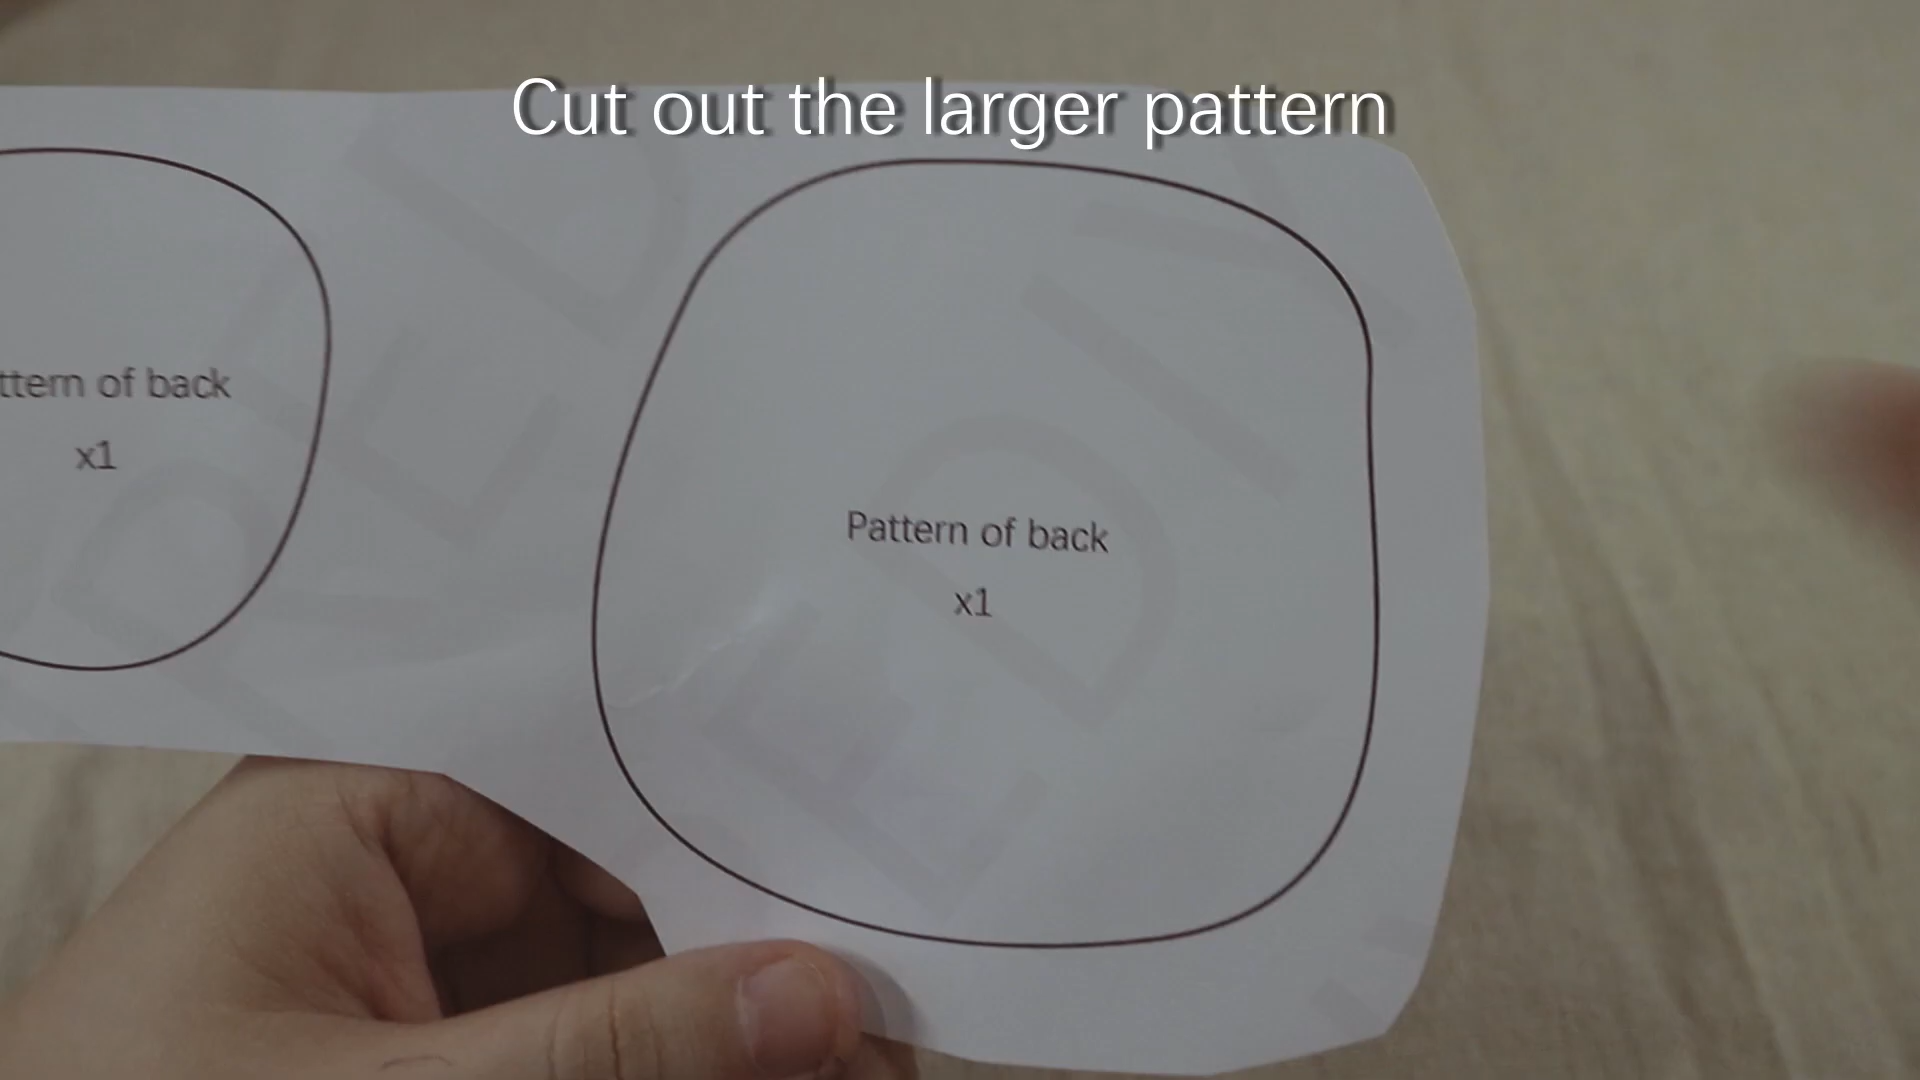 Cut out the larger pattern
ttern of back
x1
Pattern of back
x1